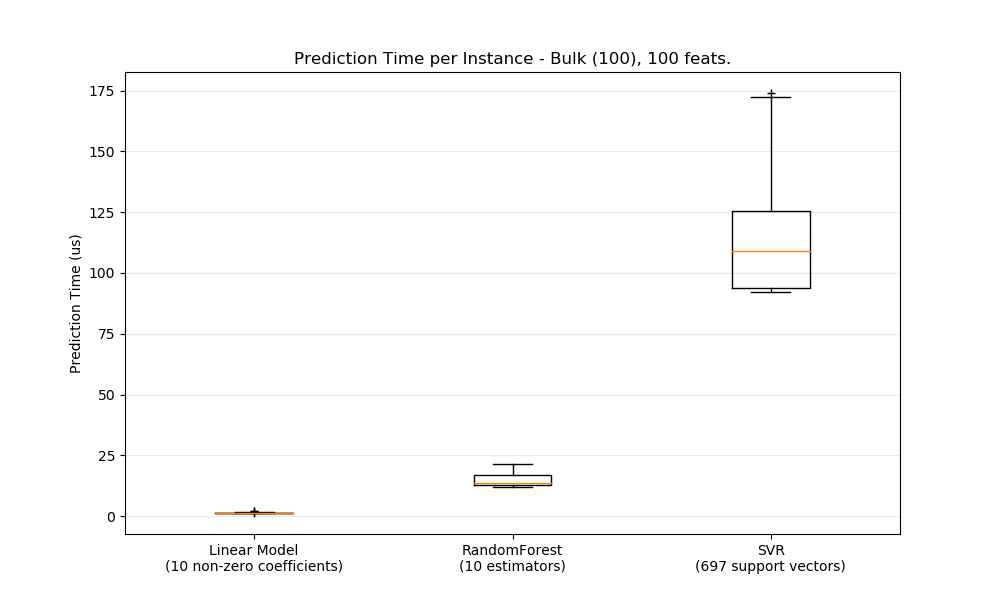 Prediction Time per Instance - Bulk (100), 100 feats.
Prediction Time (us)
175
150
125
100
75
50
25
0
Linear Model
(10 non-zero coefficients)
RandomForest
(10 estimators)
SVR
(697 support vectors)